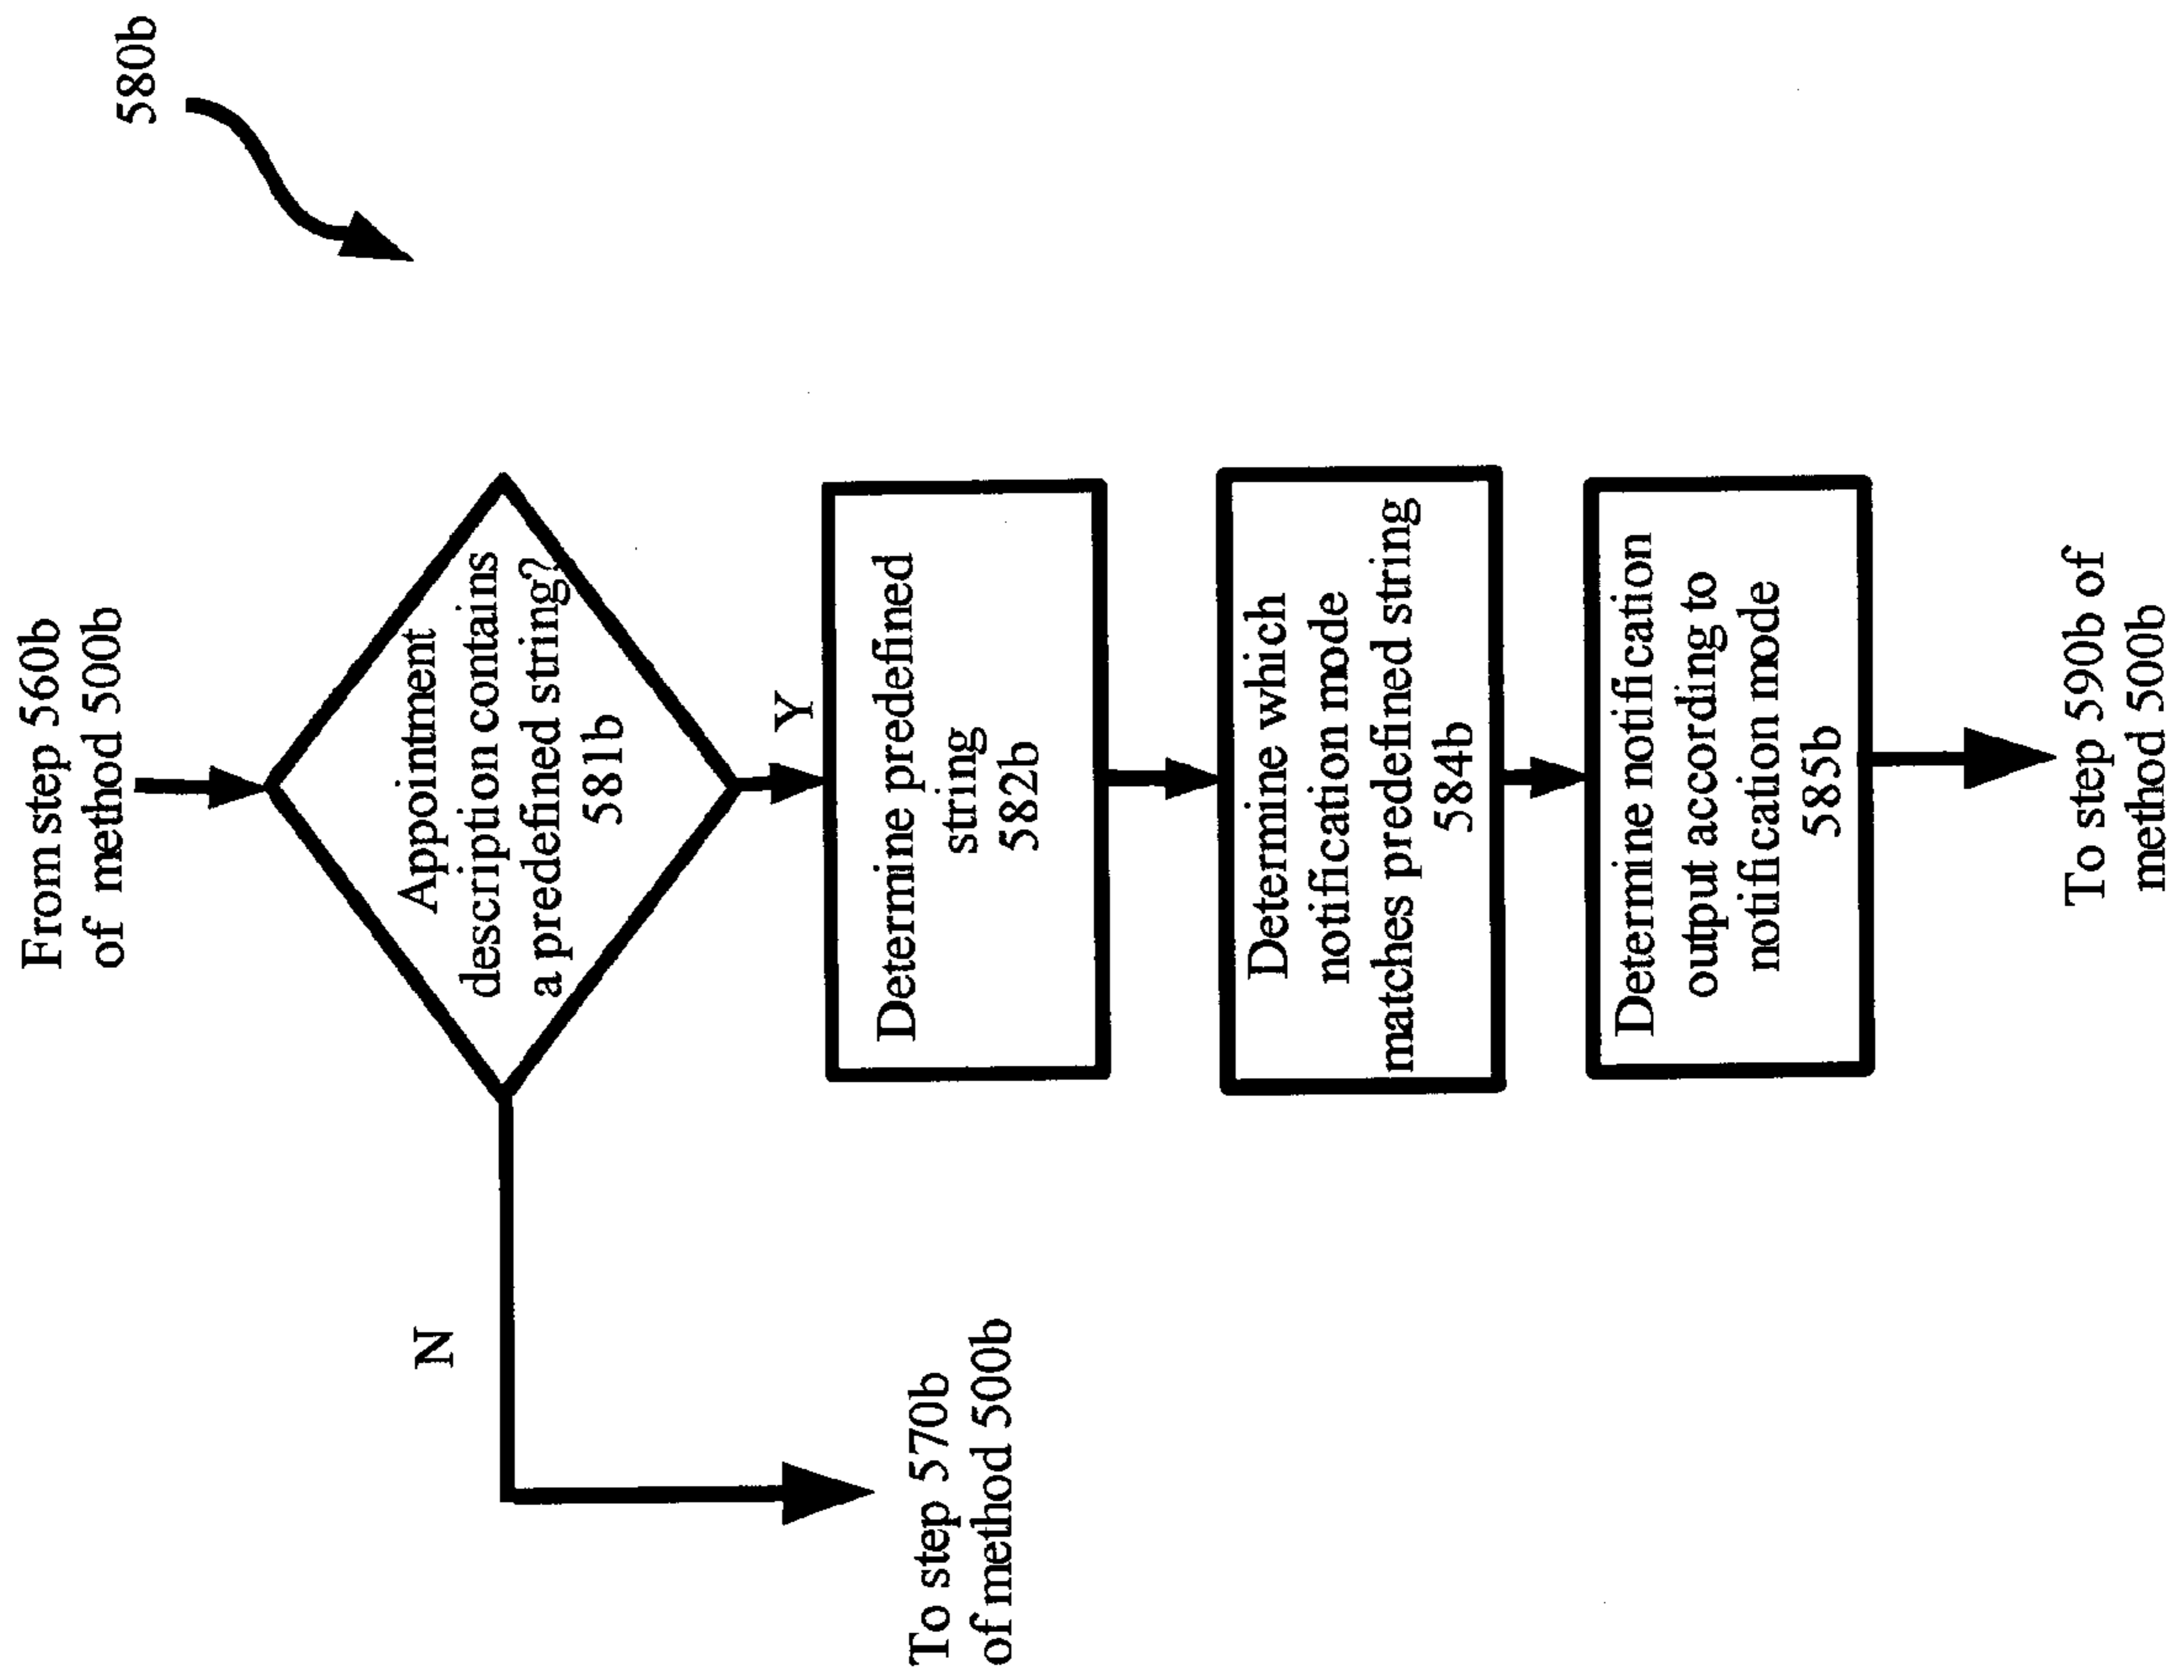 580b
From step 560b
of method 500b
Appointment
description contains
a predefined string?
581b
N
Y
To step 570b
of method 500b
Determine predefined
string
582b
Determine which
notification mode
matches predefined string
584b
Determine notification
output according to
notification mode
585b
To step 590b of
method 500b